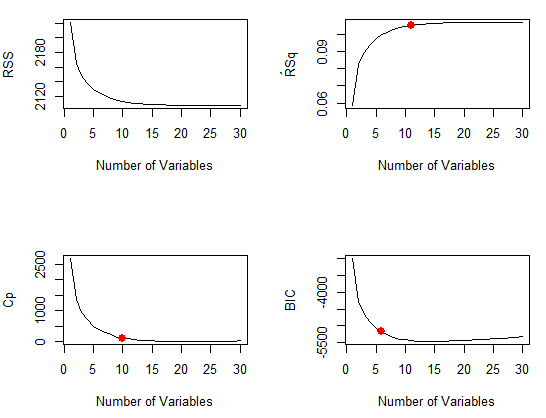 RSS
2180
2120
0 5 10 15 20 25 30
Number of Variables
ŔSq
0.09
0.06
0 5 10 15 20 25 30
Number of Variables
Cp
2500
1000
0
0 5 10 15 20 25 30
Number of Variables
BIC
-4000
-5500
0 5 10 15 20 25 30
Number of Variables